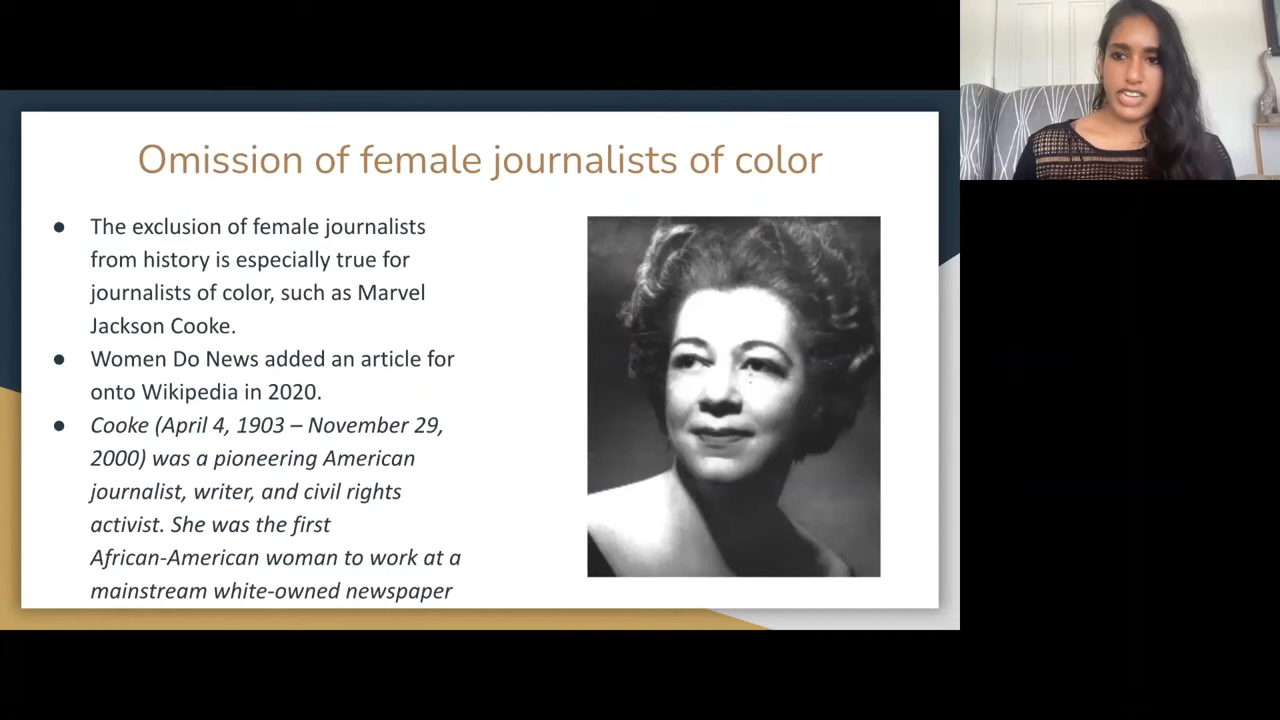 Omission of female journalists of color
● The exclusion of female journalists
from history is especially true for
journalists of color, such as Marvel
Jackson Cooke.
● Women Do News added an article for
onto Wikipedia in 2020.
● Cooke (April 4, 1903 – November 29,
2000) was a pioneering American
journalist, writer, and civil rights
activist. She was the first
African-American woman to work at a
mainstream white-owned newspaper